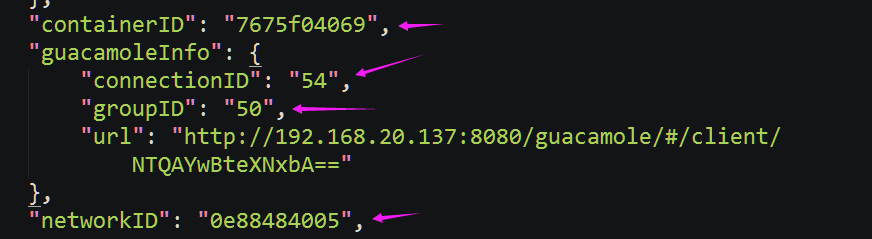 },
"containerID": "7675f04069",
"guacamoleInfo": {
"connectionID": "54",
"groupID": "50",
"url": "http://192.168.20.137:8080/guacamole/#/client/
NTQAYwBteXNxbA=="
},
"networkID": "0e88484005",